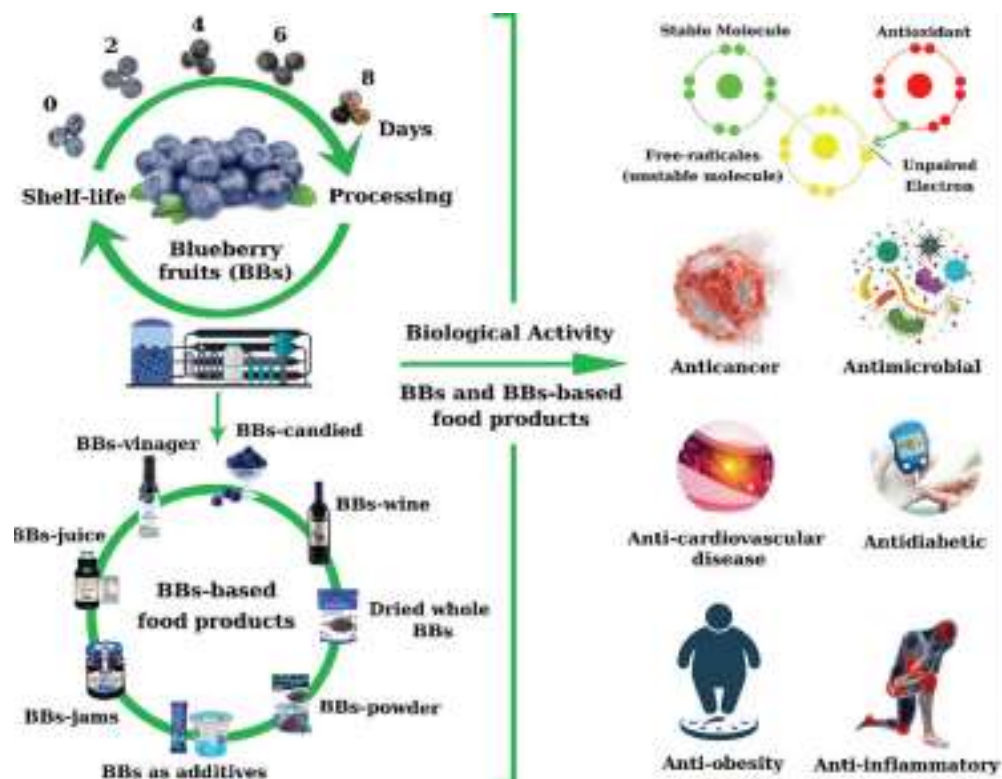 0
2
4
6
8
Days
Shelf-life
Processing
Blueberry
fruits (BBs)
BBs-vinager
BBs-candied
BBs-wine
BBs-juice
BBs-based
food products
Dried whole
BBs
BBs-jams
BBs-powder
BBs as additives
Biological Activity
BBs and BBs-based
food products
Stable Molecule
Antioxidant
Free-radicales
(unstable molecule)
Unpaired
Electron
Anticancer
Antimicrobial
Anti-cardiovascular
disease
Antidiabetic
Anti-obesity
Anti-inflammatory